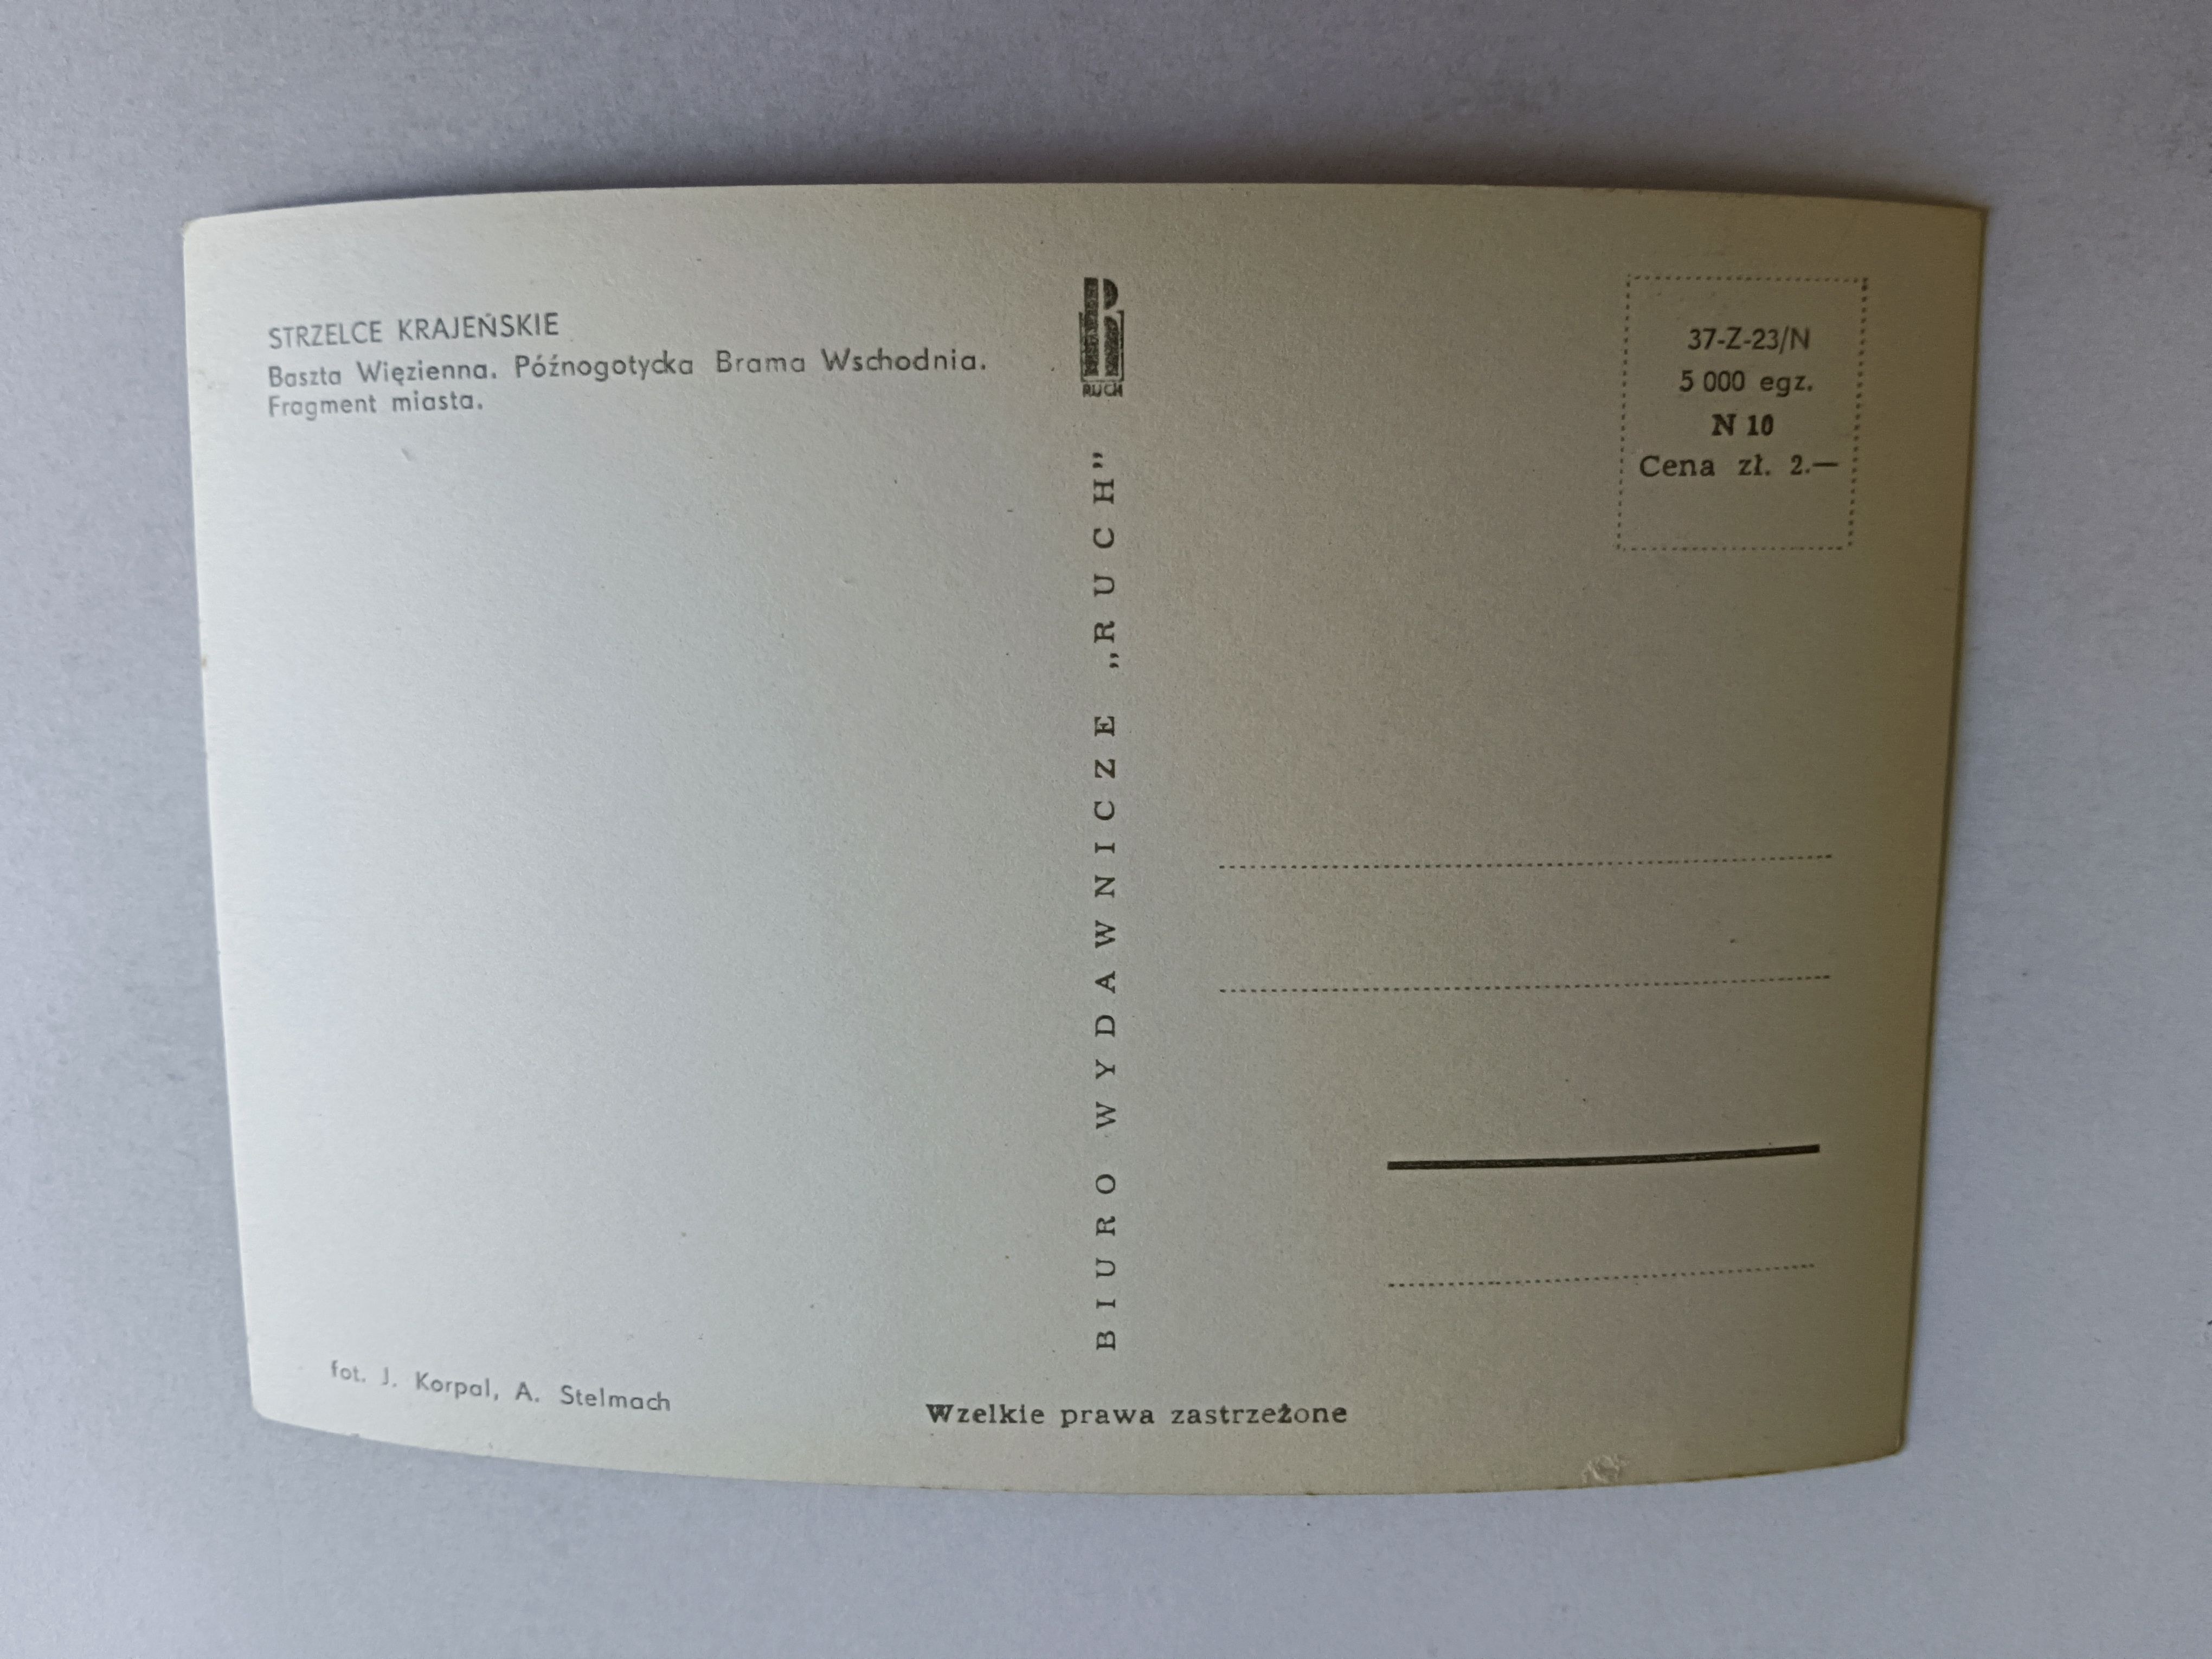 STRZELCE KRAJEŃSKIE
Baszta Więzienna. Późnogotycka Brama Wschodnia.
Fragment miasta.
fot. J. Korpal, A. Stelmach
RUCH
BIURO WYDAWNICZE „RUCH”
Wzelkie prawa zastrzeżone
37-Z-23/N
5 000 egz.
N 10
Cena zł. 2.—